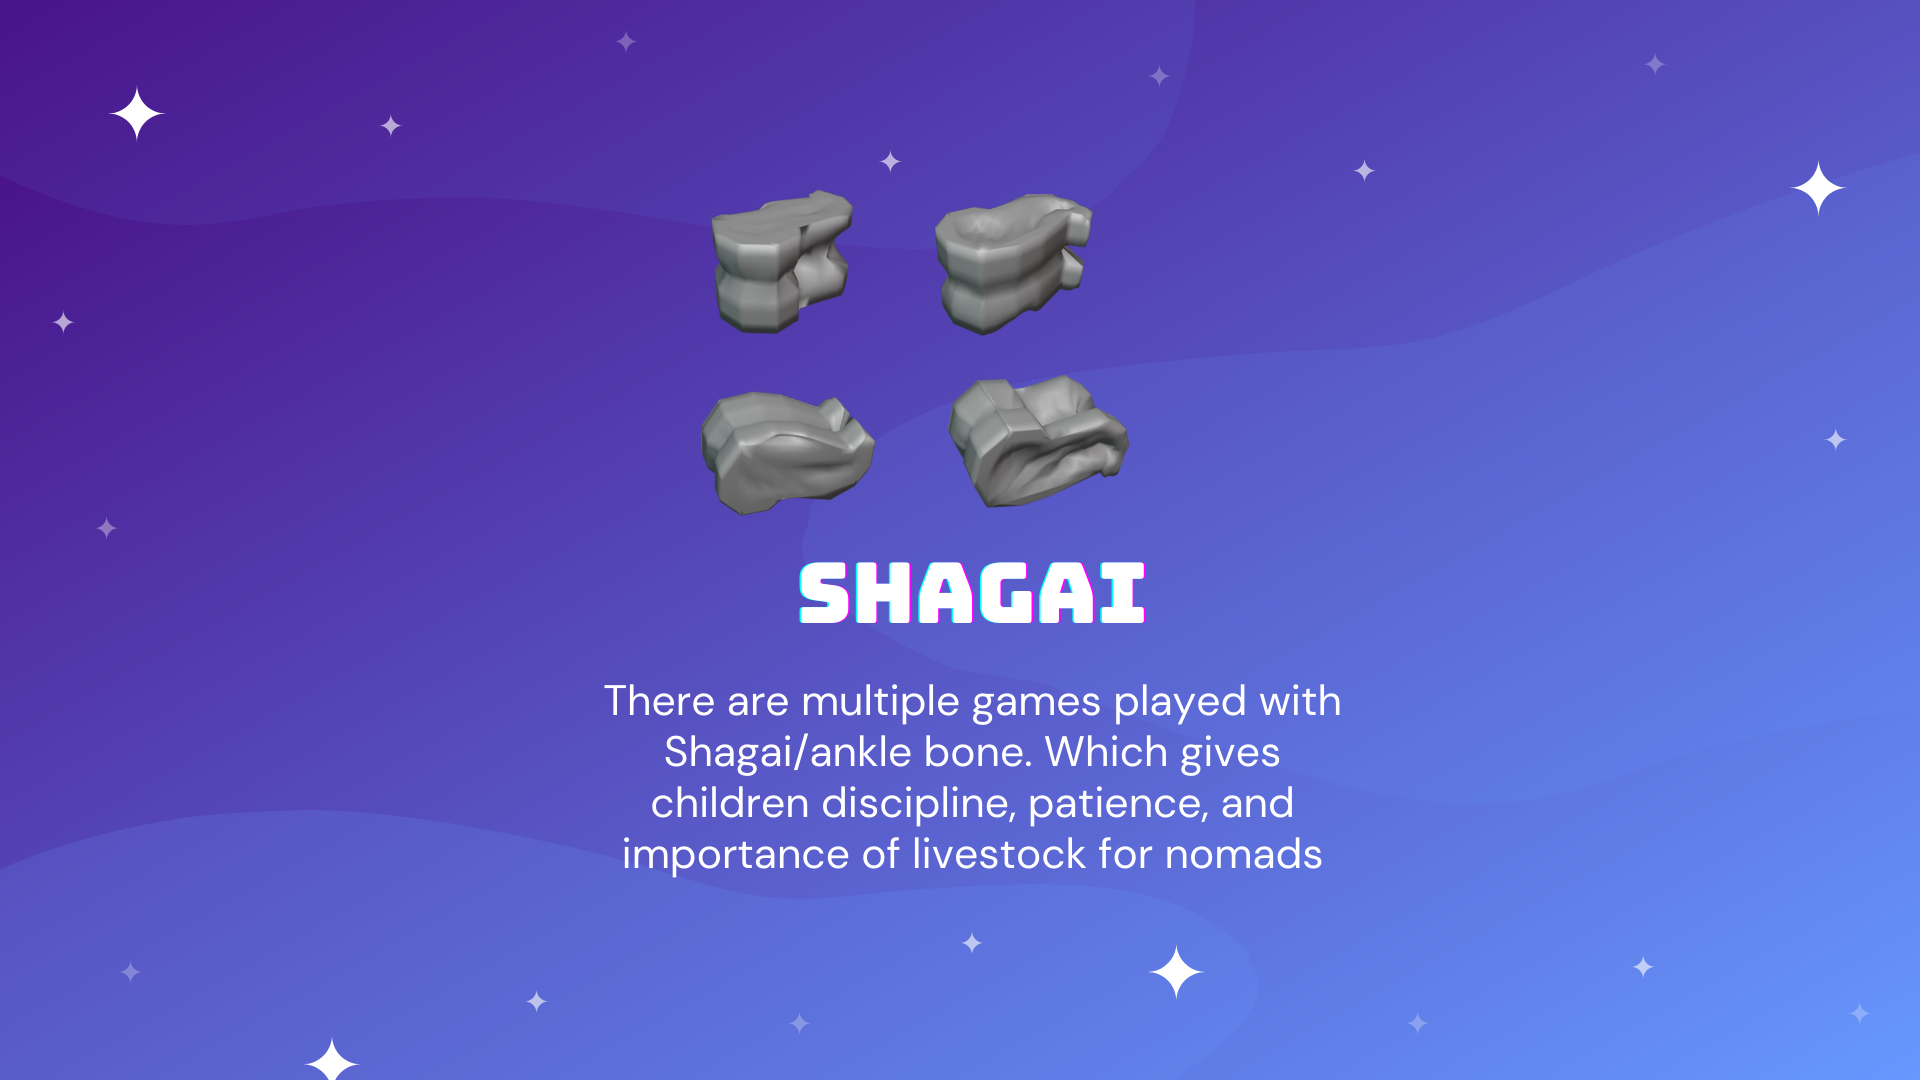 SHAGAI
There are multiple games played with
Shagai/ankle bone. Which gives
children discipline, patience, and
importance of livestock for nomads